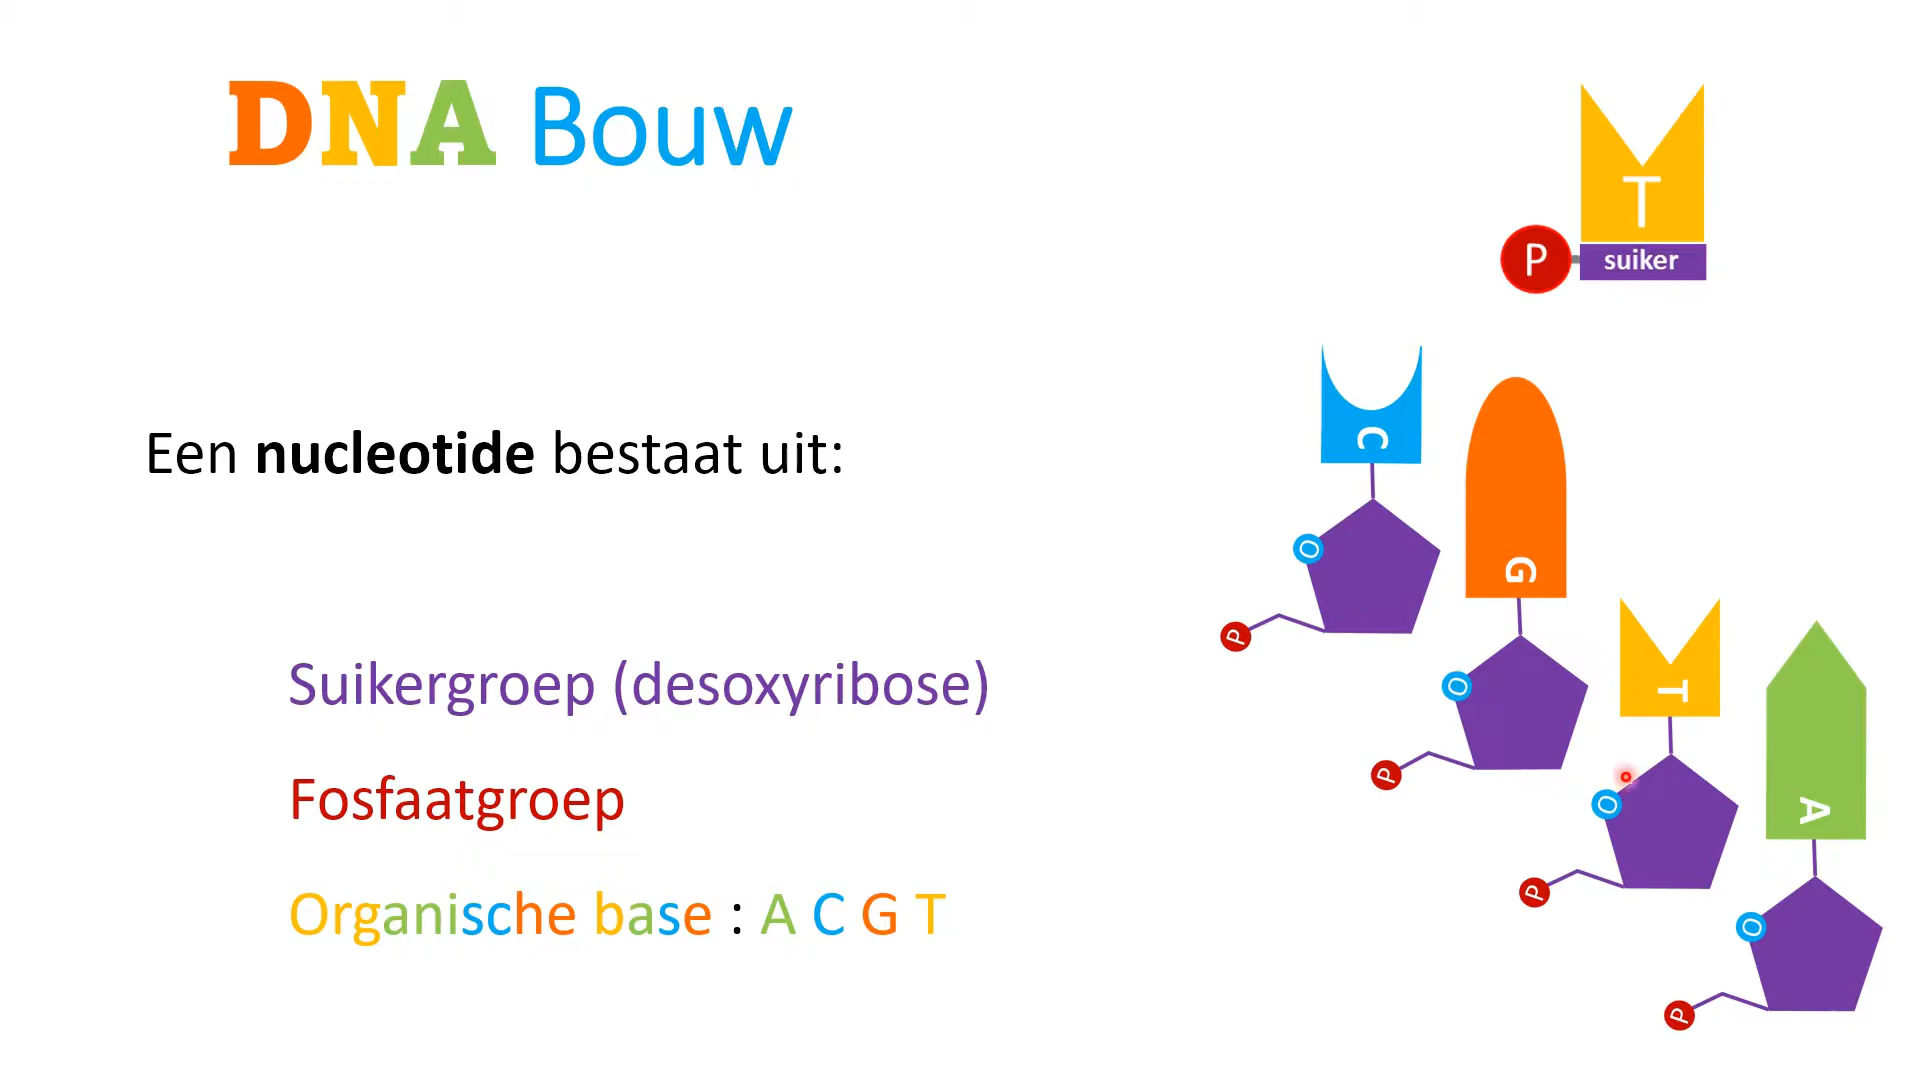 DNA Bouw
T
P suiker
Een nucleotide bestaat uit:
Suikergroep (desoxyribose)
Fosfaatgroep
Organische base : A C G T
C
O
P
G
O
P
T
O
P
A
O
P